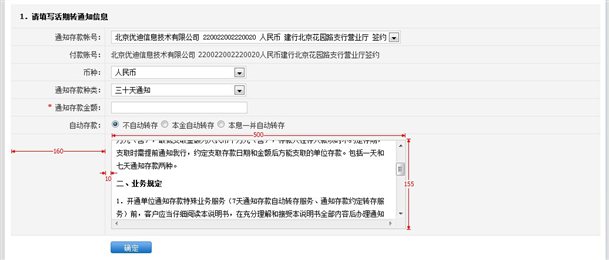 1. 请填写活期转通知信息
通知存款帐号: 北京优迪信息技术有限公司 220022002220020 人民币 建行北京花园路支行营业厅 签约
付款账号: 北京优迪信息技术有限公司 220022002220020人民币建行北京花园路支行营业厅签约
币种: 人民币
通知存款种类: 三十天通知
* 通知存款金额:
自动存款: 不自动转存 本金自动转存 本息一并自动转存
500
160
10
155
支取时需提前通知我行，约定支取存款日期和金额后方能支取的单位存款。包括一天和
七天通知存款两种。
二、业务规定
1．开通单位通知存款特殊业务服务（7天通知存款自动转存服务、通知存款约定转存服
务）前，客户应当仔细阅读本说明书，在充分理解和接受本说明书全部内容后办理通知
确定